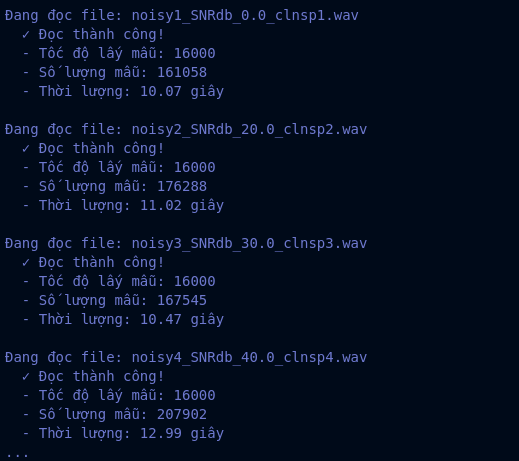 Đang đọc file: noisy1_SNRdb_0.0_clnsp1.wav
✓ Đọc thành công!
- Tốc độ lấy mẫu: 16000
- Số lượng mẫu: 161058
- Thời lượng: 10.07 giây
Đang đọc file: noisy2_SNRdb_20.0_clnsp2.wav
✓ Đọc thành công!
- Tốc độ lấy mẫu: 16000
- Số lượng mẫu: 176288
- Thời lượng: 11.02 giây
Đang đọc file: noisy3_SNRdb_30.0_clnsp3.wav
✓ Đọc thành công!
- Tốc độ lấy mẫu: 16000
- Số lượng mẫu: 167545
- Thời lượng: 10.47 giây
Đang đọc file: noisy4_SNRdb_40.0_clnsp4.wav
✓ Đọc thành công!
- Tốc độ lấy mẫu: 16000
- Số lượng mẫu: 207902
- Thời lượng: 12.99 giây
...